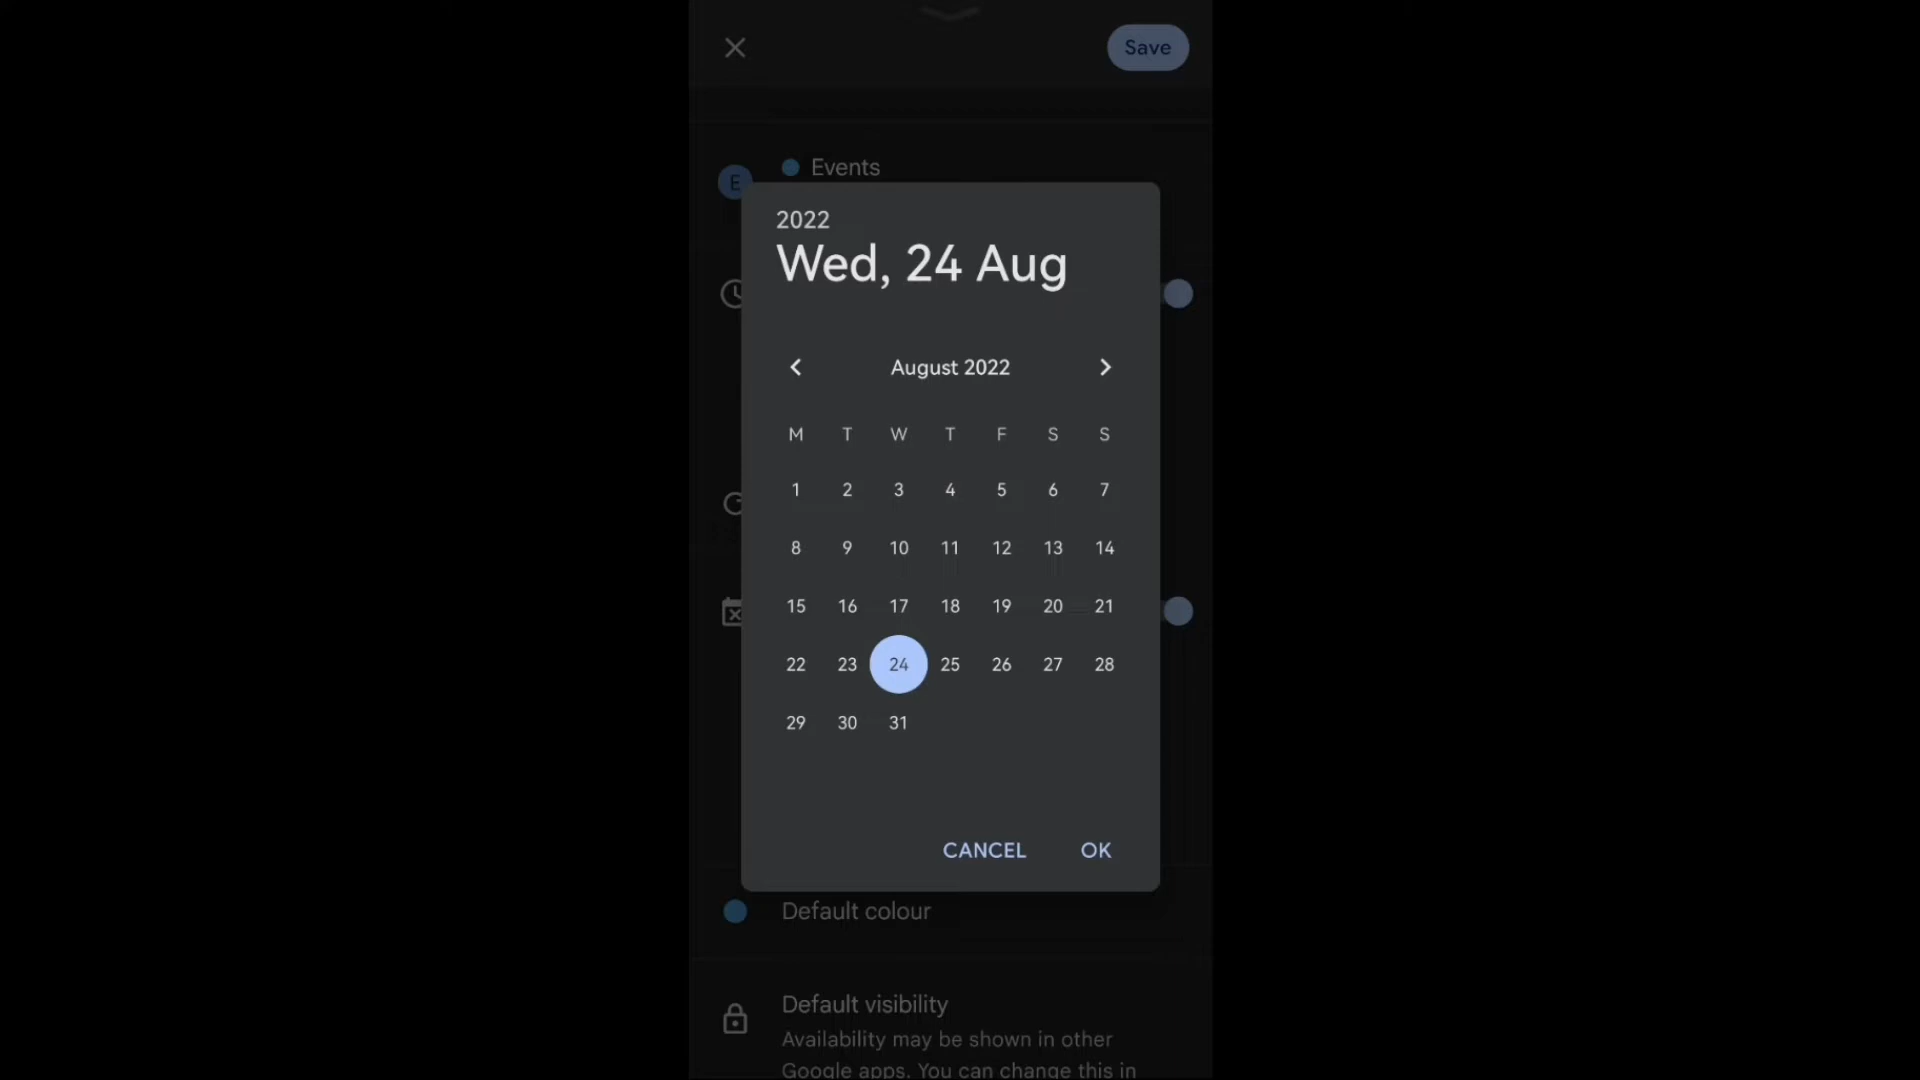 Save
Events
E
2022
Wed, 24 Aug
August 2022
M T W T F S S
1 2 3 4 5 6 7
8 9 10 11 12 13 14
15 16 17 18 19 20 21
22 23 24 25 26 27 28
29 30 31
CANCEL OK
Default colour
Default visibility
Availability may be shown in other
Google apps. You can change this in